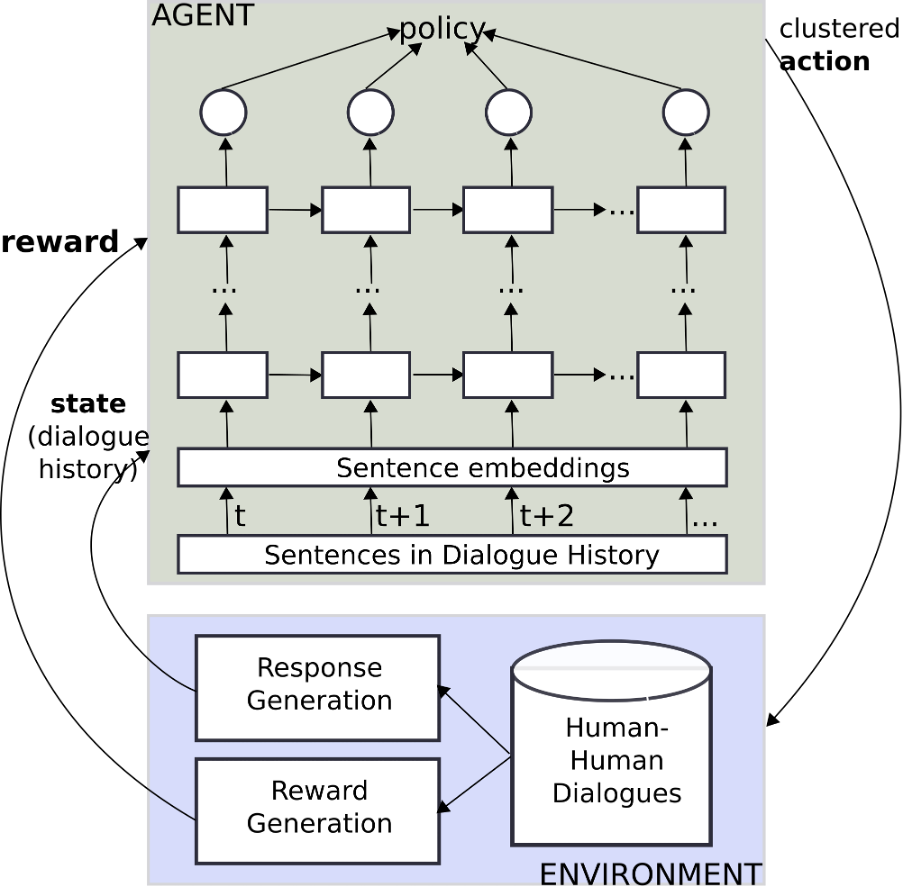 AGENT
policy
clustered
action
...
reward
... ... ... ...
...
state
(dialogue
history)
Sentence embeddings
t t+1 t+2 ...
Sentences in Dialogue History
Response
Generation
Human-
Human
Dialogues
Reward
Generation
ENVIRONMENT